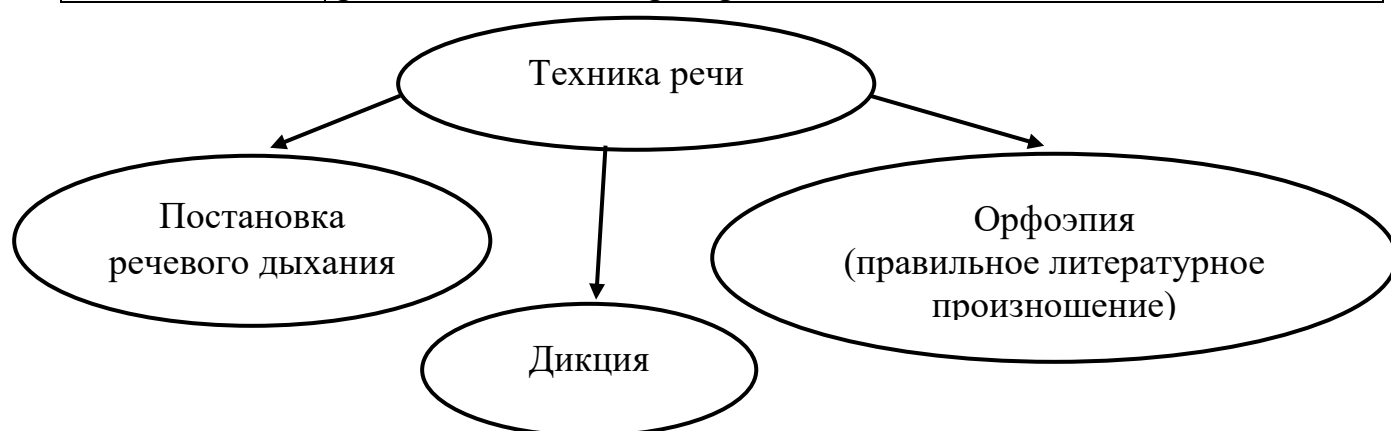 Техника речи
Постановка
речевого дыхания
Орфоэпия
(правильное литературное
произношение)
Дикция